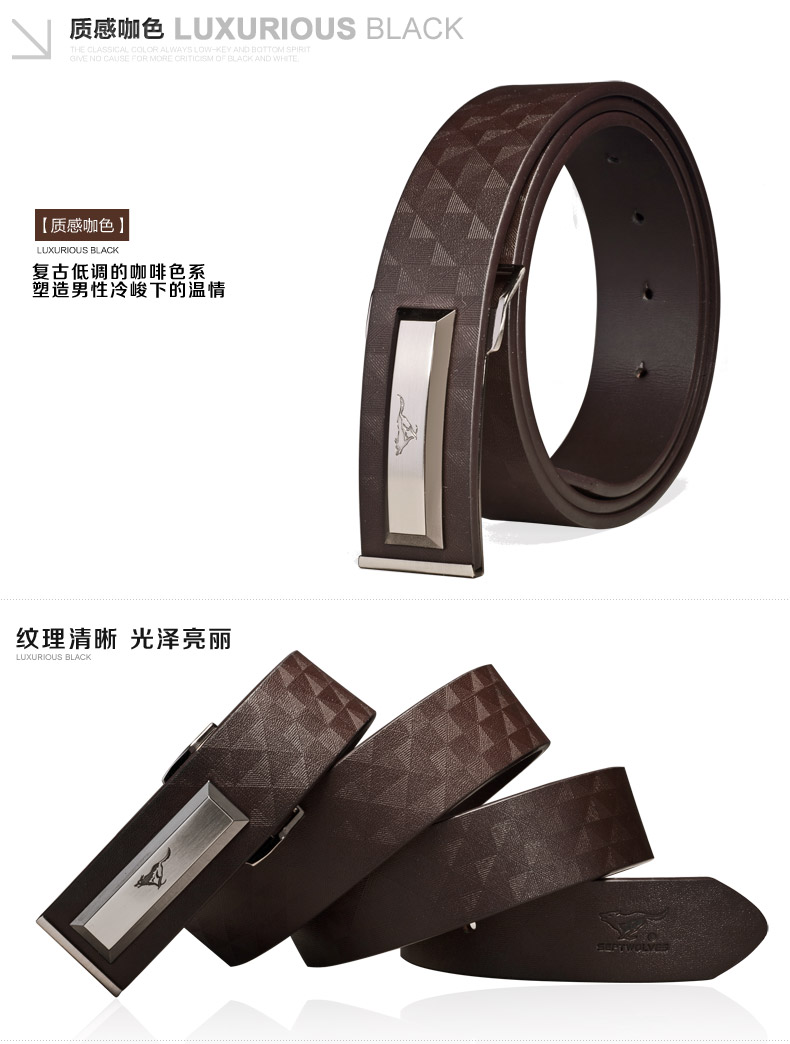 质感咖色 LUXURIOUS BLACK
THE CLASSICAL COLOR ALWAYS LOW-KEY AND BOTTOM SPIRIT
GIVE NO CAUSE FOR MORE CRITICISM OF BLACK AND WHITE.
【质感咖色】
LUXURIOUS BLACK
复古低调的咖啡色系
塑造男性冷峻下的温情
纹理清晰 光泽亮丽
LUXURIOUS BLACK
SEPTWOLVES